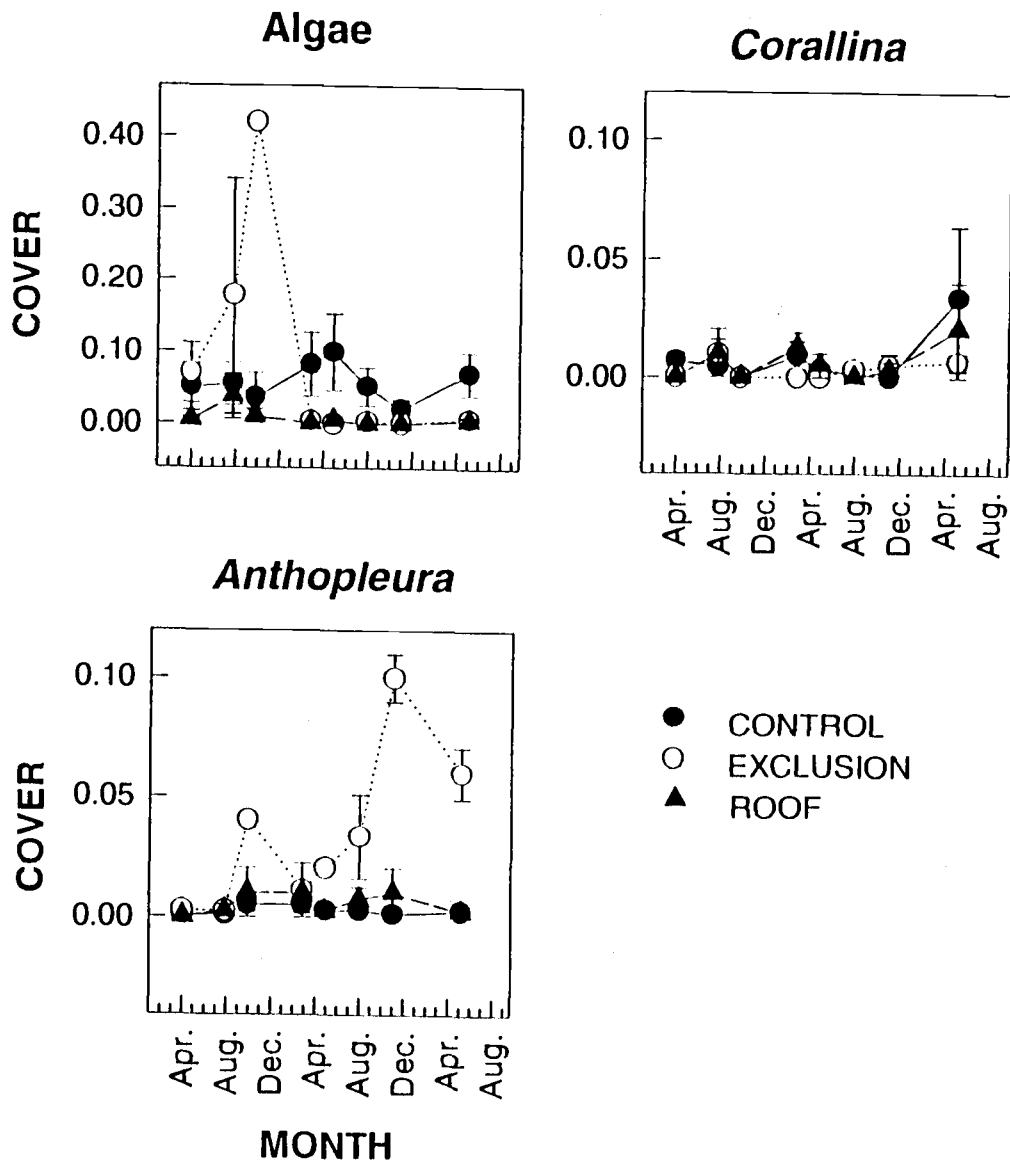 Algae
Corallina
COVER
0.40
0.30
0.20
0.10
0.00
0.10
0.05
0.00
Apr.
Aug.
Dec.
Apr.
Aug.
Dec.
Apr.
Aug.
Anthopleura
COVER
0.10
0.05
0.00
Apr.
Aug.
Dec.
Apr.
Aug.
Dec.
Apr.
Aug.
MONTH
CONTROL
EXCLUSION
ROOF